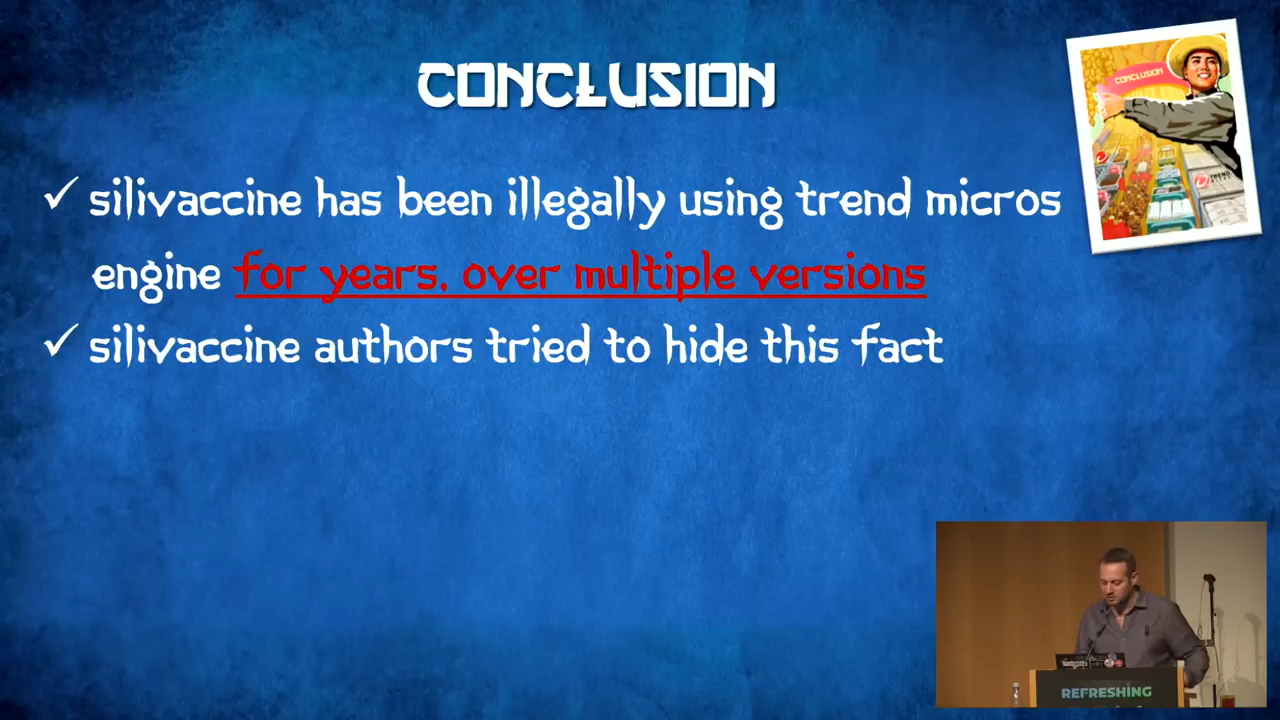 CONCLUSION
CONCLUSION
✓ silivaccine has been illegally using trend micros
engine for years, over multiple versions
✓ silivaccine authors tried to hide this fact
TREND
REFRESHING